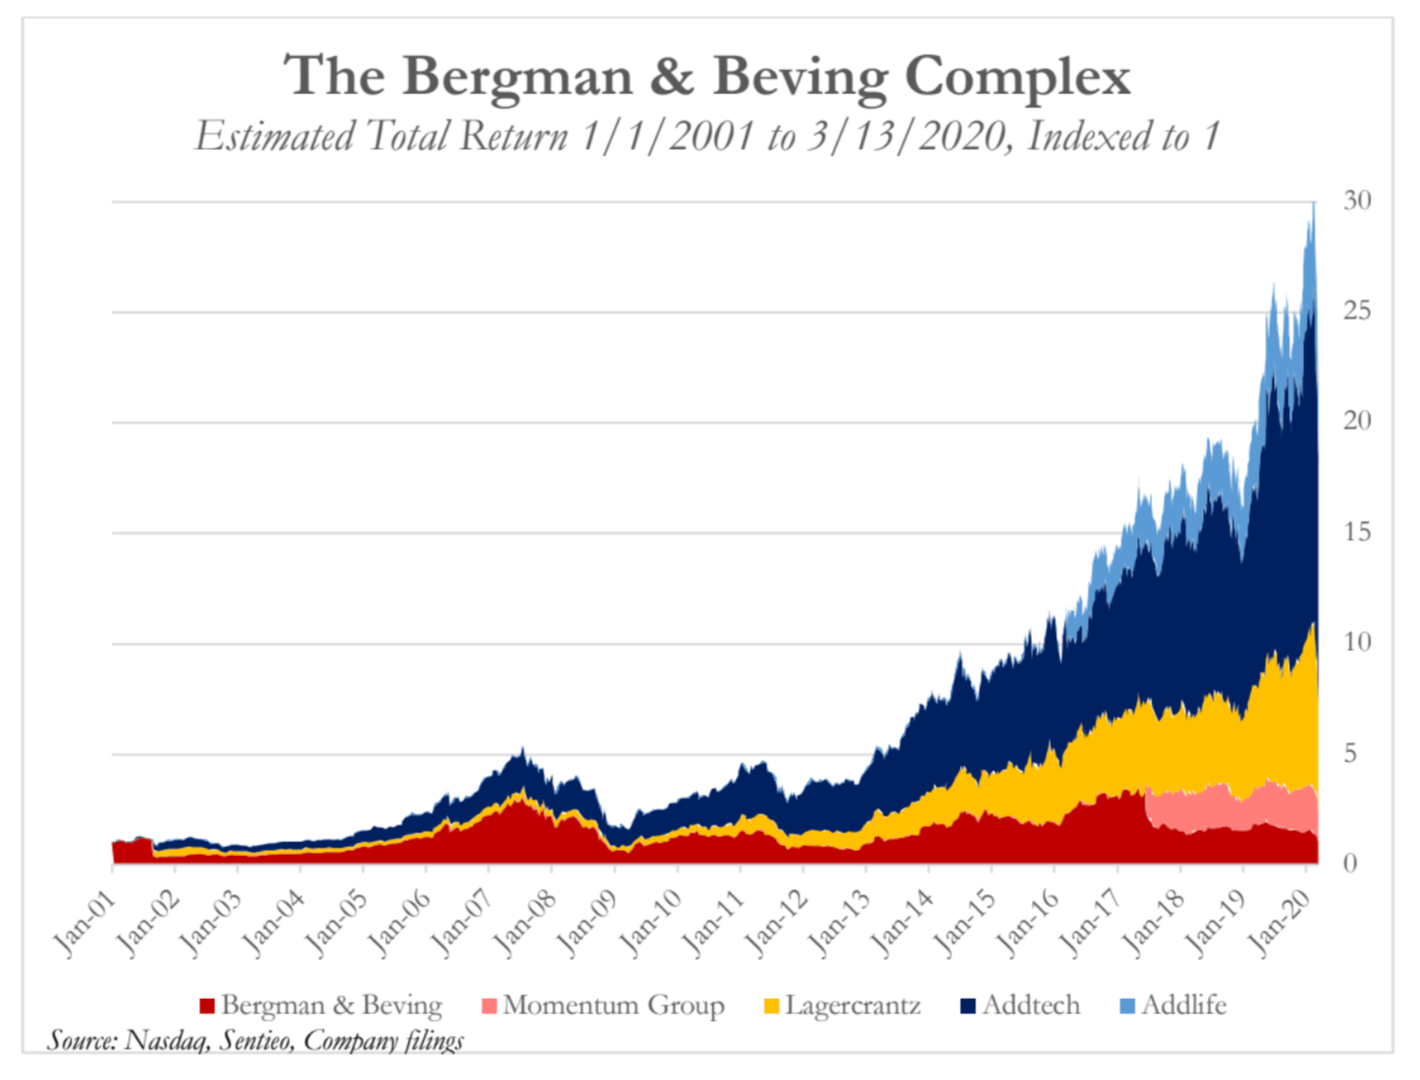 The Bergman & Beving Complex
Estimated Total Return 1/1/2001 to 3/13/2020, Indexed to 1
30
25
20
15
10
5
0
Jan-01 Jan-02 Jan-03 Jan-04 Jan-05 Jan-06 Jan-07 Jan-08 Jan-09 Jan-10 Jan-11 Jan-12 Jan-13 Jan-14 Jan-15 Jan-16 Jan-17 Jan-18 Jan-19 Jan-20
Bergman & Beving Momentum Group Lagercrantz Addtech Addlife
Source: Nasdaq, Sentieo, Company filings